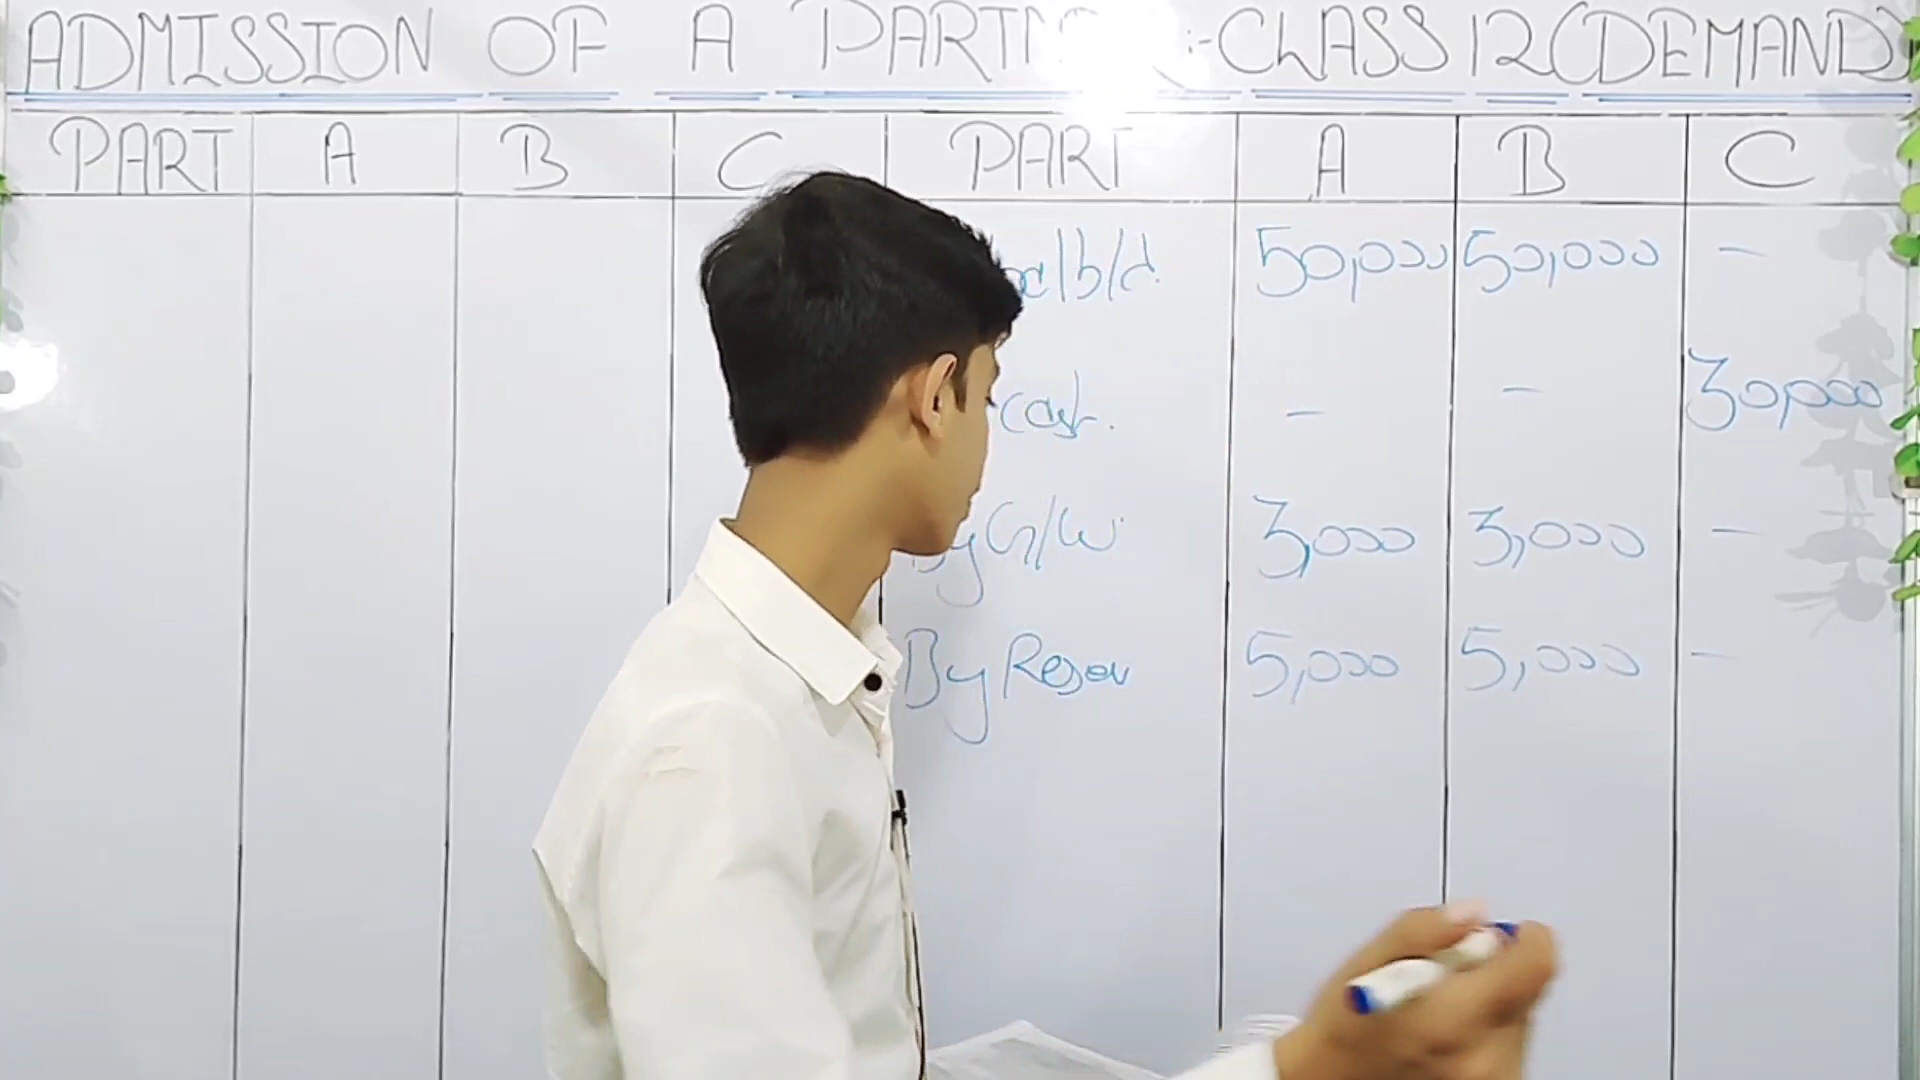 ADMISSION OF A :-CLASS 12 (DEMAND)
PART A B C PART A B C
b/d. 50,000 50,000 -
cash. - - 30,000
By G/W 3,000 3,000 -
By Reser 5,000 5,000 -